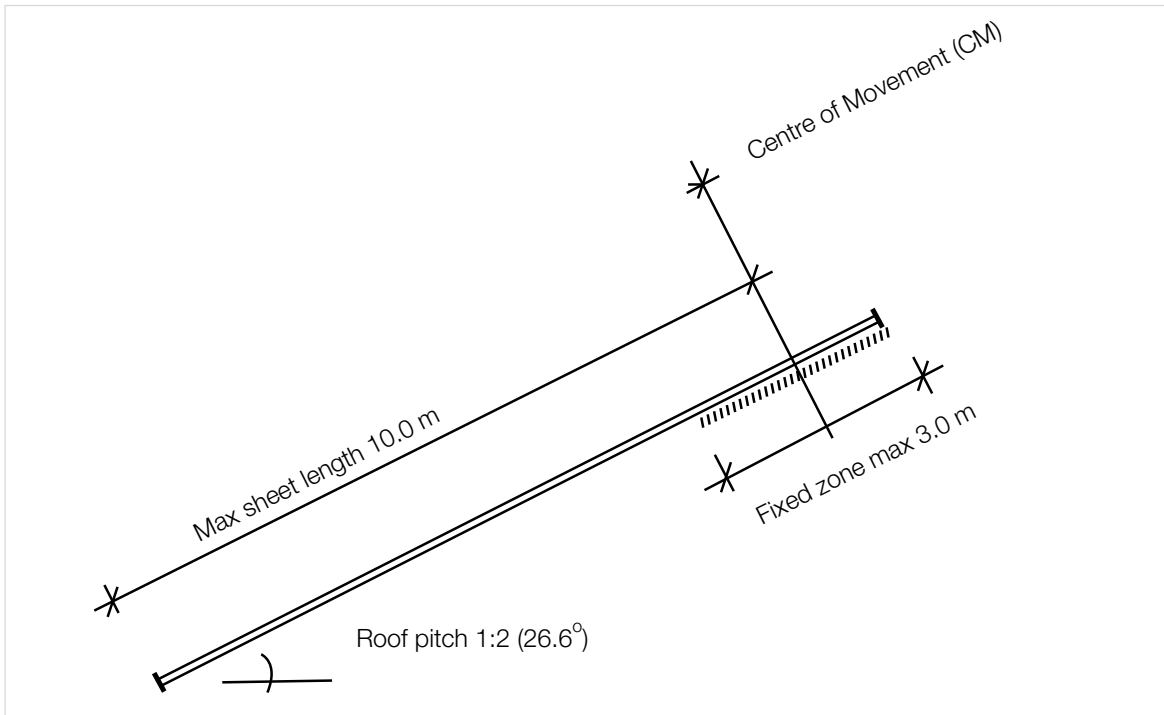 Centre of Movement (CM)
Max sheet length 10.0 m
Fixed zone max 3.0 m
Roof pitch 1:2 (26.6°)